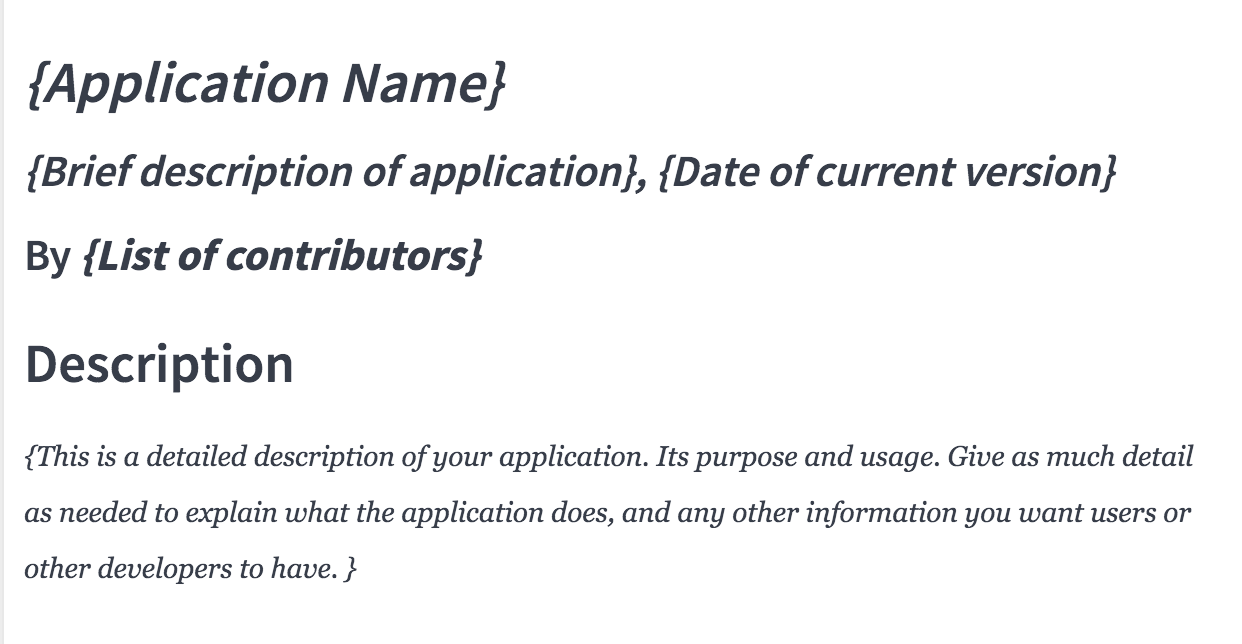 {Application Name}
{Brief description of application}, {Date of current version}
By {List of contributors}
Description
{This is a detailed description of your application. Its purpose and usage. Give as much detail
as needed to explain what the application does, and any other information you want users or
other developers to have. }